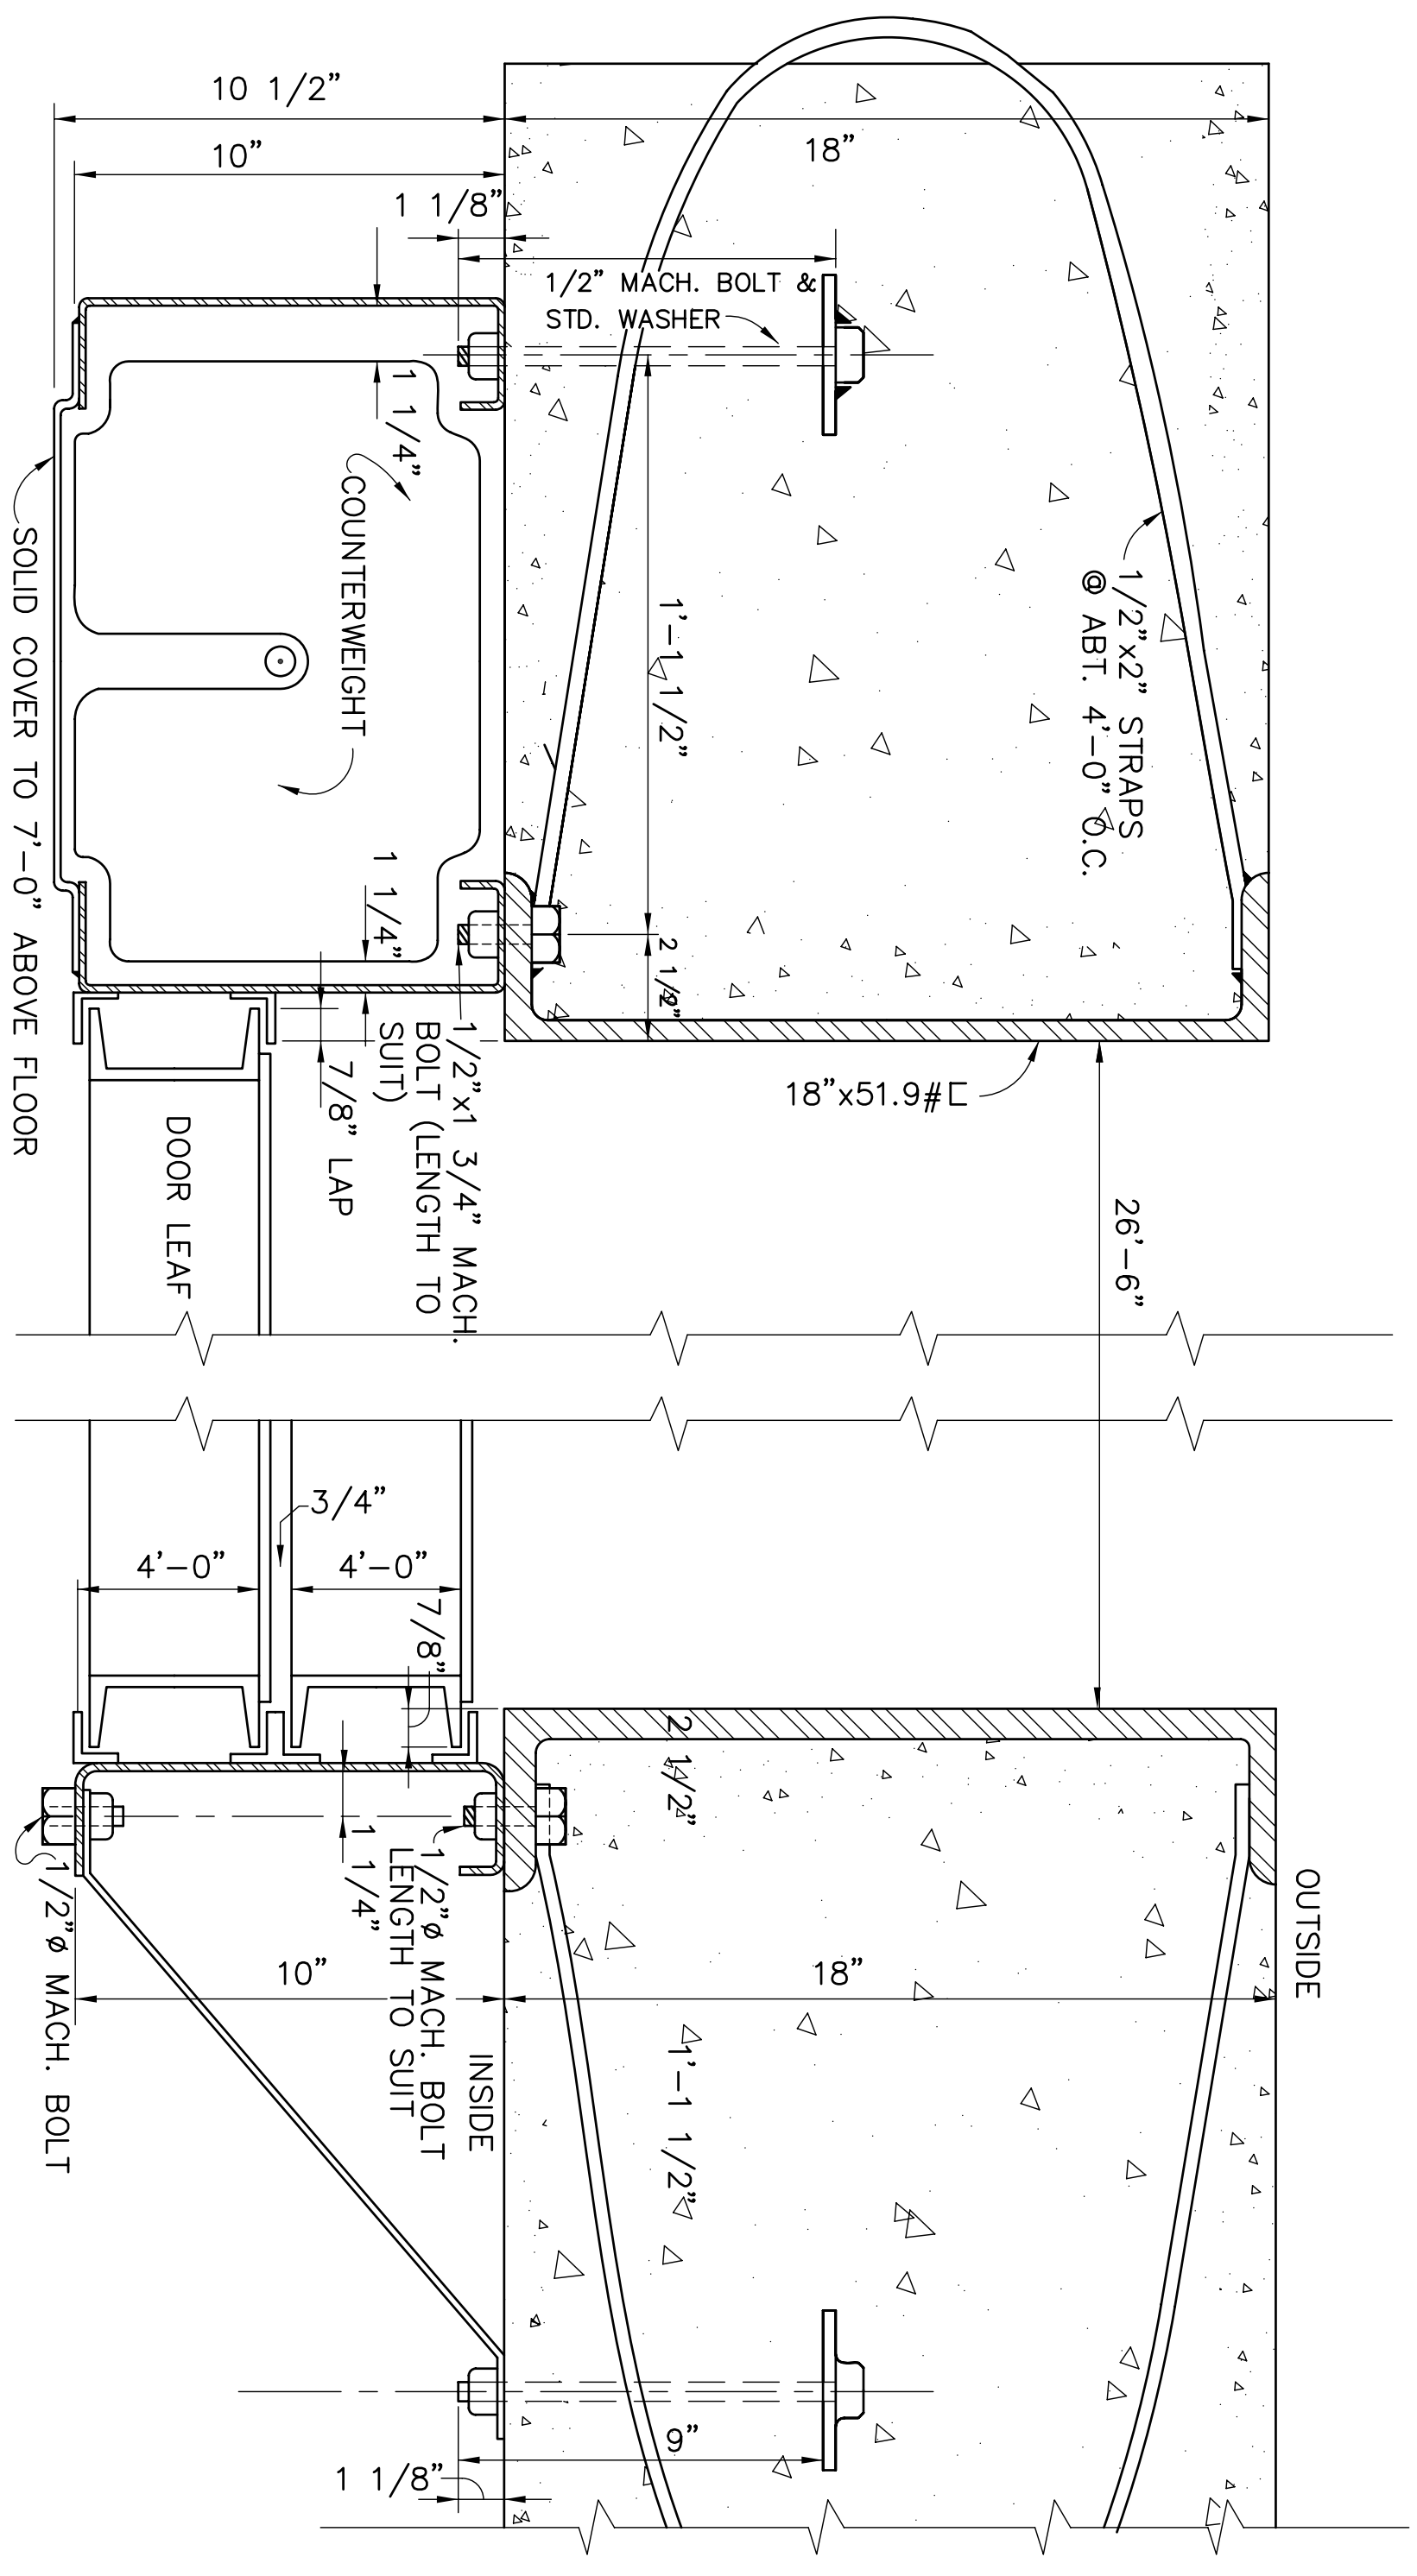 10 1/2"
10"
18"
1 1/8"
1/2" MACH. BOLT &
STD. WASHER
1 1/4"
COUNTERWEIGHT
1'-1 1/2"
1/2"x2" STRAPS
@ ABT. 4'-0" O.C.
SOLID COVER TO 7'-0" ABOVE FLOOR
1 1/4"
2 1/2"
1/2"x1 3/4" MACH.
BOLT (LENGTH TO
SUIT)
7/8" LAP
18"x51.9#[
DOOR LEAF
26'-6"
3/4"
4'-0"
4'-0"
7/8"
2 1/2"
1 1/4"
1/2"ø MACH. BOLT
LENGTH TO SUIT
1/2"ø MACH. BOLT
OUTSIDE
10"
18"
INSIDE
1'-1 1/2"
9"
1 1/8"